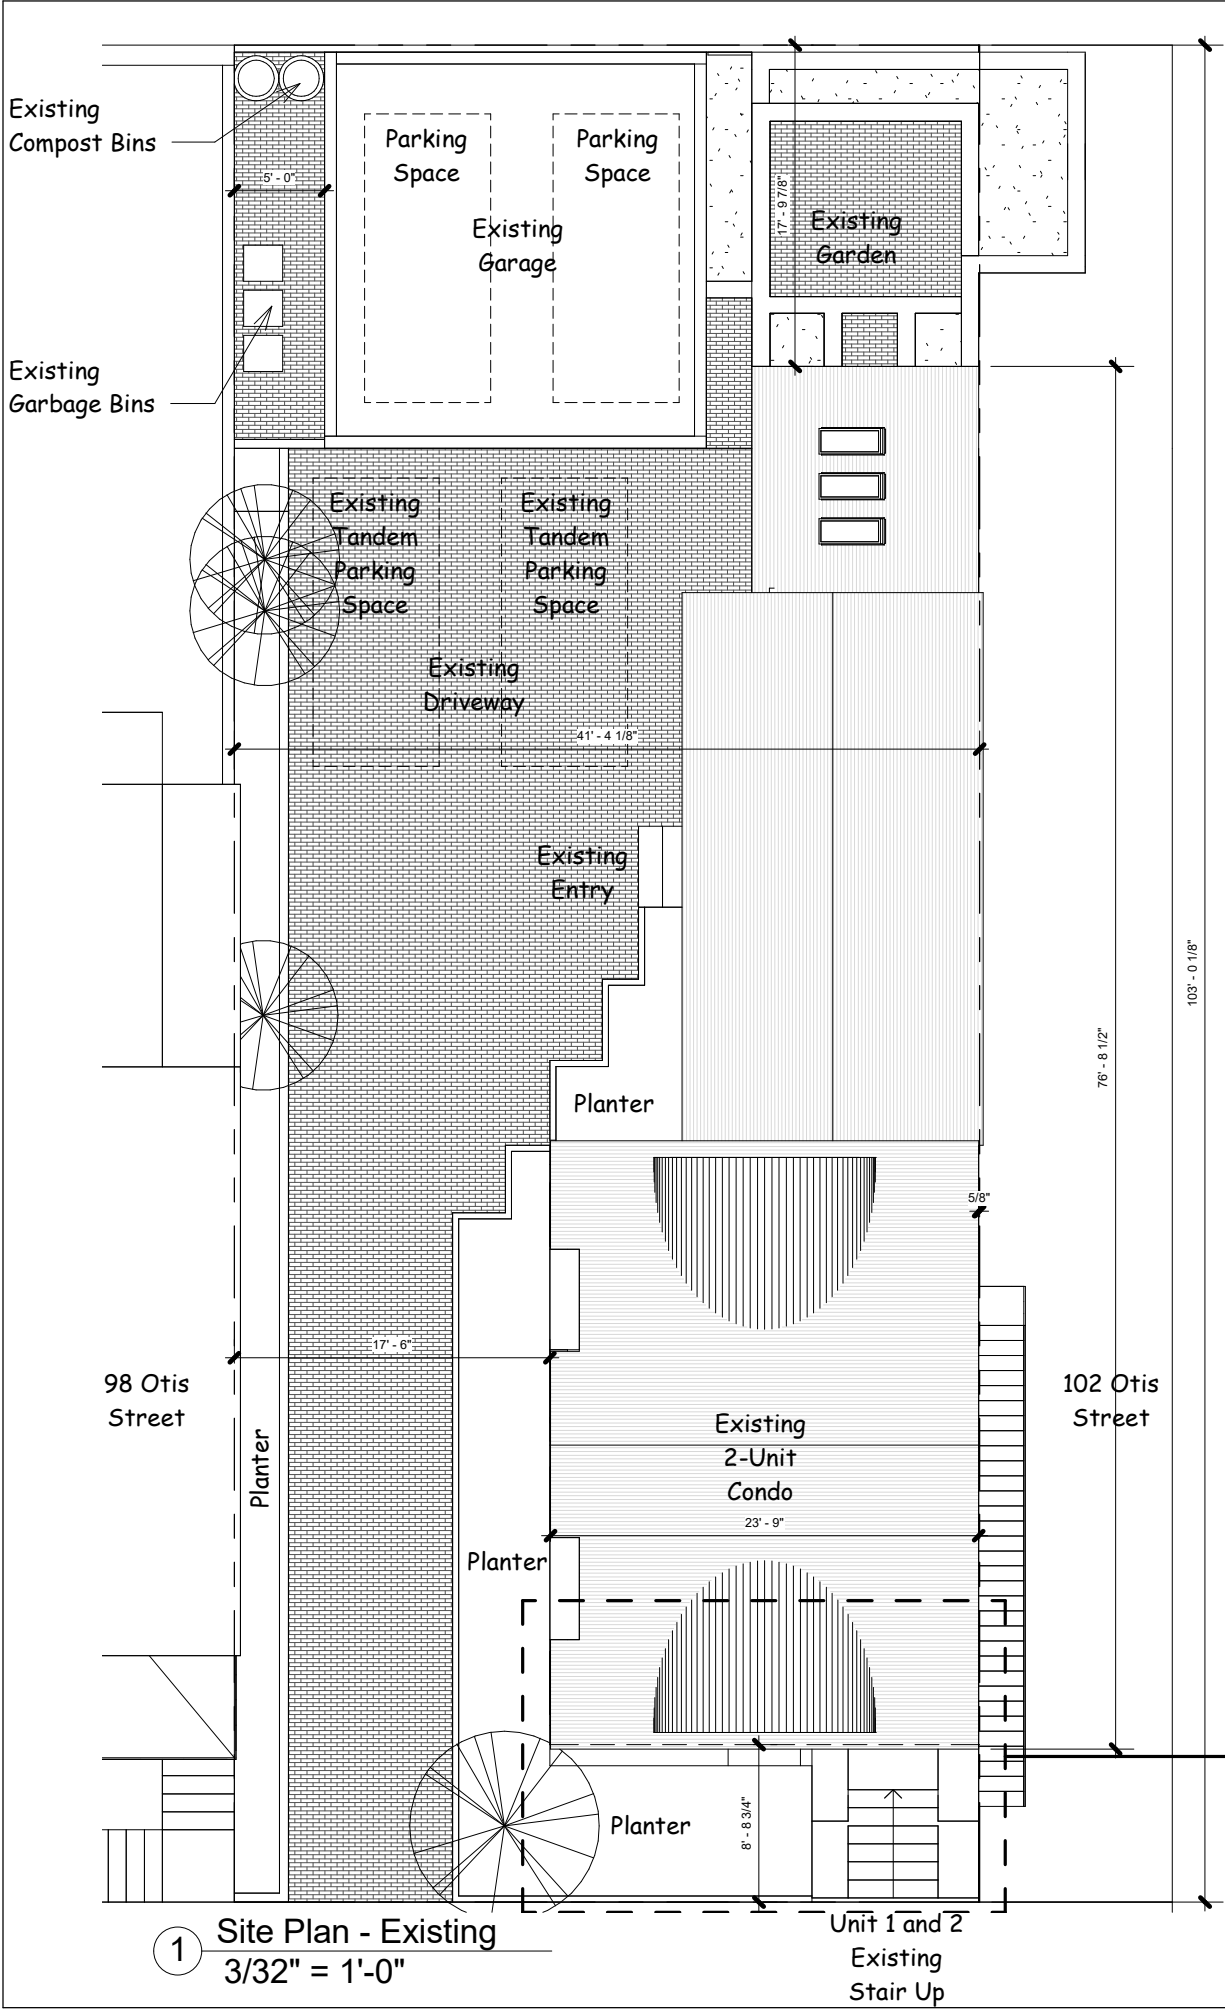 Existing
Compost Bins
5' - 0"
Parking
Space
Parking
Space
Existing
Garage
17' - 9 7/8"
Existing
Garden
Existing
Garbage Bins
Existing
Tandem
Parking
Space
Existing
Tandem
Parking
Space
Existing
Driveway
41' - 4 1/8"
Existing
Entry
103' - 0 1/8"
76' - 8 1/2"
Planter
5/8"
17' - 6"
98 Otis
Street
102 Otis
Street
Planter
Existing
2-Unit
Condo
23' - 9"
Planter
Planter
8' - 8 3/4"
1
Site Plan - Existing
3/32" = 1'-0"
Unit 1 and 2
Existing
Stair Up